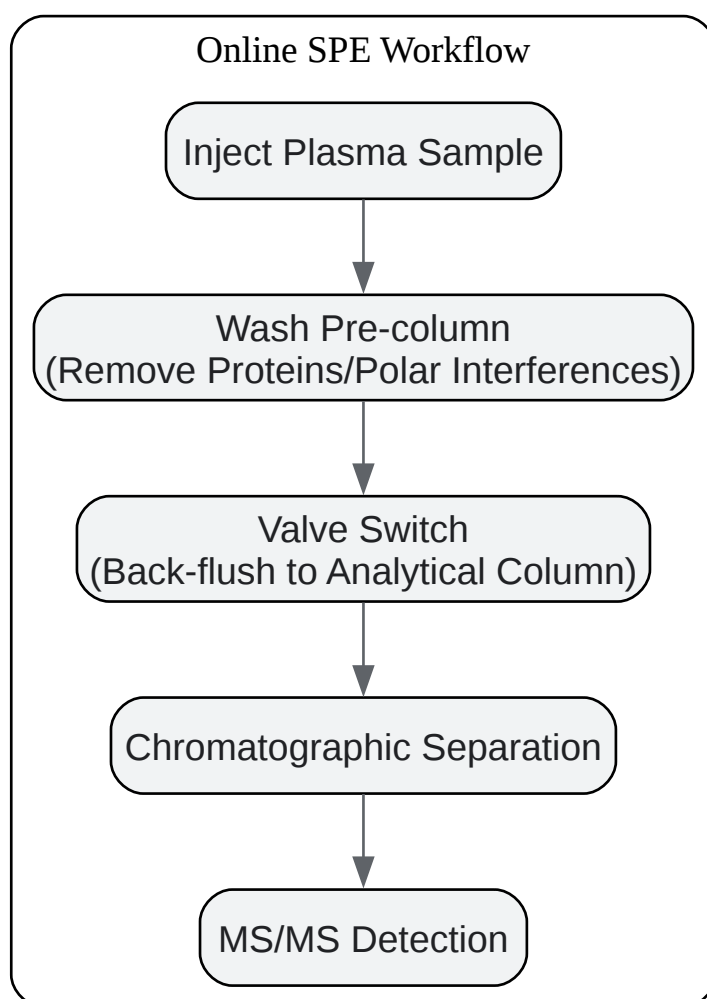 Online SPE Workflow
Inject Plasma Sample
Wash Pre-column
(Remove Proteins/Polar Interferences)
Valve Switch
(Back-flush to Analytical Column)
Chromatographic Separation
MS/MS Detection